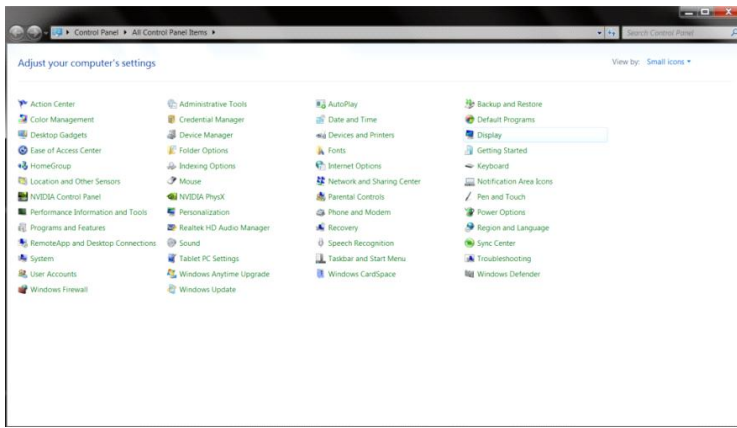 Control Panel ▸ All Control Panel Items ▸
Search Control Panel
Adjust your computer's settings
View by: Small icons
Action Center
Administrative Tools
AutoPlay
Backup and Restore
Color Management
Credential Manager
Date and Time
Default Programs
Desktop Gadgets
Device Manager
Devices and Printers
Display
Ease of Access Center
Folder Options
Fonts
Getting Started
HomeGroup
Indexing Options
Internet Options
Keyboard
Location and Other Sensors
Mouse
Network and Sharing Center
Notification Area Icons
NVIDIA Control Panel
NVIDIA PhysX
Parental Controls
Pen and Touch
Performance Information and Tools
Personalization
Phone and Modem
Power Options
Programs and Features
Realtek HD Audio Manager
Recovery
Region and Language
RemoteApp and Desktop Connections
Sound
Speech Recognition
Sync Center
System
Tablet PC Settings
Taskbar and Start Menu
Troubleshooting
User Accounts
Windows Anytime Upgrade
Windows CardSpace
Windows Defender
Windows Firewall
Windows Update